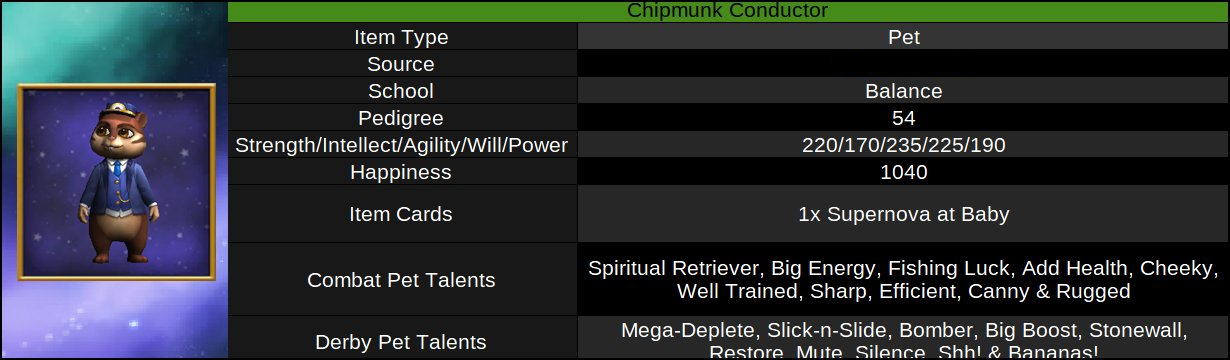 Chipmunk Conductor
Item Type Pet
Source
School Balance
Pedigree 54
Strength/Intellect/Agility/Will/Power 220/170/235/225/190
Happiness 1040
Item Cards 1x Supernova at Baby
Combat Pet Talents Spiritual Retriever, Big Energy, Fishing Luck, Add Health, Cheeky,
Well Trained, Sharp, Efficient, Canny & Rugged
Derby Pet Talents Mega-Deplete, Slick-n-Slide, Bomber, Big Boost, Stonewall,
Restore, Mute, Silence, Shh! & Bananas!